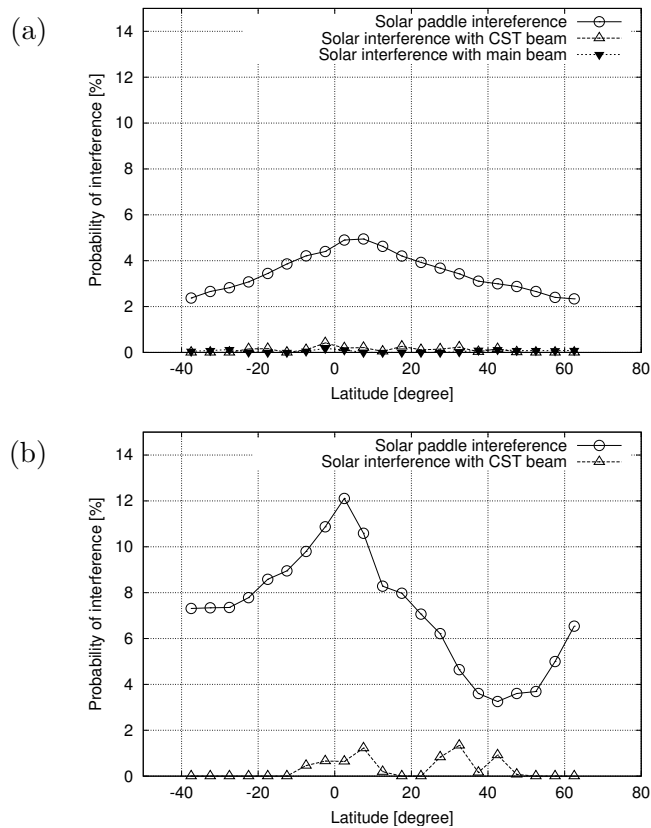 (a)
Solar paddle intereference
Solar interference with CST beam
Solar interference with main beam
Probability of interference [%]
14
12
10
8
6
4
2
0
-40 -20 0 20 40 60 80
Latitude [degree]
(b)
Solar paddle intereference
Solar interference with CST beam
Probability of interference [%]
14
12
10
8
6
4
2
0
-40 -20 0 20 40 60 80
Latitude [degree]